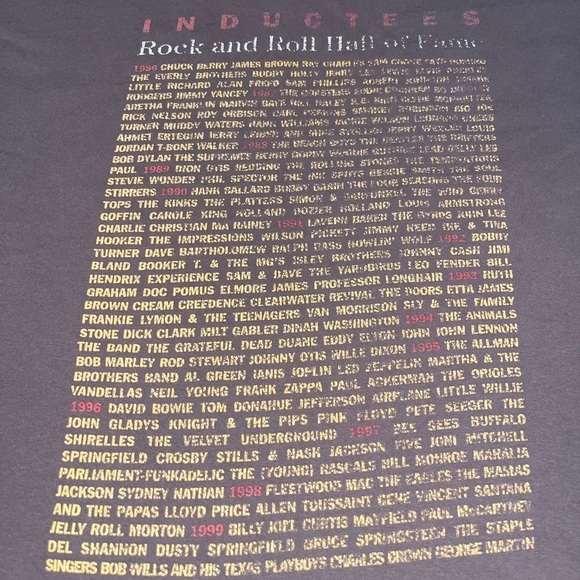 INDUCTEES
Rock and Roll Hall of Fame
1986 CHUCK BERRY JAMES BROWN RAY CHARLES SAM COOKE FATS DOMINO
THE EVERLY BROTHERS BUDDY HOLLY JERRY LEE LEWIS ELVIS PRESLEY
LITTLE RICHARD ALAN FREED SAM PHILLIPS ROBERT JOHNSON JIMMIE
RODGERS JIMMY YANCEY 1987 THE COASTERS EDDIE COCHRAN BO DIDDLEY
ARETHA FRANKLIN MARVIN GAYE BILL HALEY B.B. KING CLYDE MCPHATTER
RICK NELSON ROY ORBISON CARL PERKINS SMOKEY ROBINSON BIG JOE
TURNER MUDDY WATERS HANK WILLIAMS JACKIE WILSON LEONARD CHESS
AHMET ERTEGUN JERRY LEIBER AND MIKE STOLLER JERRY WEXLER LOUIS
JORDAN T-BONE WALKER 1988 THE BEACH BOYS THE BEATLES THE DRIFTERS
BOB DYLAN THE SUPREMES BERRY GORDY WOODIE GUTHRIE LEAD BELLY LES
PAUL 1989 DION OTIS REDDING THE ROLLING STONES THE TEMPTATIONS
STEVIE WONDER PHIL SPECTOR THE INK SPOTS BESSIE SMITH THE SOUL
STIRRERS 1990 HANK BALLARD BOBBY DARIN THE FOUR SEASONS THE FOUR
TOPS THE KINKS THE PLATTERS SIMON & GARFUNKEL THE WHO GERRY
GOFFIN CAROLE KING HOLLAND DOZIER HOLLAND LOUIS ARMSTRONG
CHARLIE CHRISTIAN MA RAINEY 1991 LAVERN BAKER THE BYRDS JOHN LEE
HOOKER THE IMPRESSIONS WILSON PICKETT JIMMY REED IKE & TINA
TURNER DAVE BARTHOLOMEW RALPH BASS HOWLIN' WOLF 1992 BOBBY
BLAND BOOKER T. & THE MG'S ISLEY BROTHERS JOHNNY CASH JIMI
HENDRIX EXPERIENCE SAM & DAVE THE YARDBIRDS LEO FENDER BILL
GRAHAM DOC POMUS ELMORE JAMES PROFESSOR LONGHAIR 1993 RUTH
BROWN CREAM CREEDENCE CLEARWATER REVIVAL THE DOORS ETTA JAMES
FRANKIE LYMON & THE TEENAGERS VAN MORRISON SLY & THE FAMILY
STONE DICK CLARK MILT GABLER DINAH WASHINGTON 1994 THE ANIMALS
THE BAND THE GRATEFUL DEAD DUANE EDDY ELTON JOHN JOHN LENNON
BOB MARLEY ROD STEWART JOHNNY OTIS WILLE DIXON 1995 THE ALLMAN
BROTHERS BAND AL GREEN JANIS JOPLIN LED ZEPPELIN MARTHA & THE
VANDELLAS NEIL YOUNG FRANK ZAPPA PAUL ACKERMAN THE ORIOLES
1996 DAVID BOWIE TOM DONAHUE JEFFERSON AIRPLANE LITTLE WILLIE
JOHN GLADYS KNIGHT & THE PIPS PINK FLOYD PETE SEEGER THE
SHIRELLES THE VELVET UNDERGROUND 1997 BEE GEES BUFFALO
SPRINGFIELD CROSBY STILLS & NASH JACKSON FIVE JONI MITCHELL
PARLIAMENT-FUNKADELIC THE (YOUNG) RASCALS BILL MONROE MAHALIA
JACKSON SYDNEY NATHAN 1998 FLEETWOOD MAC THE EAGLES THE MAMAS
AND THE PAPAS LLOYD PRICE ALLEN TOUSSAINT GENE VINCENT SANTANA
JELLY ROLL MORTON 1999 BILLY JOEL CURTIS MAYFIELD PAUL McCARTNEY
DEL SHANNON DUSTY SPRINGFIELD BRUCE SPRINGSTEEN THE STAPLE
SINGERS BOB WILLS AND HIS TEXAS PLAYBOYS CHARLES BROWN GEORGE MARTIN